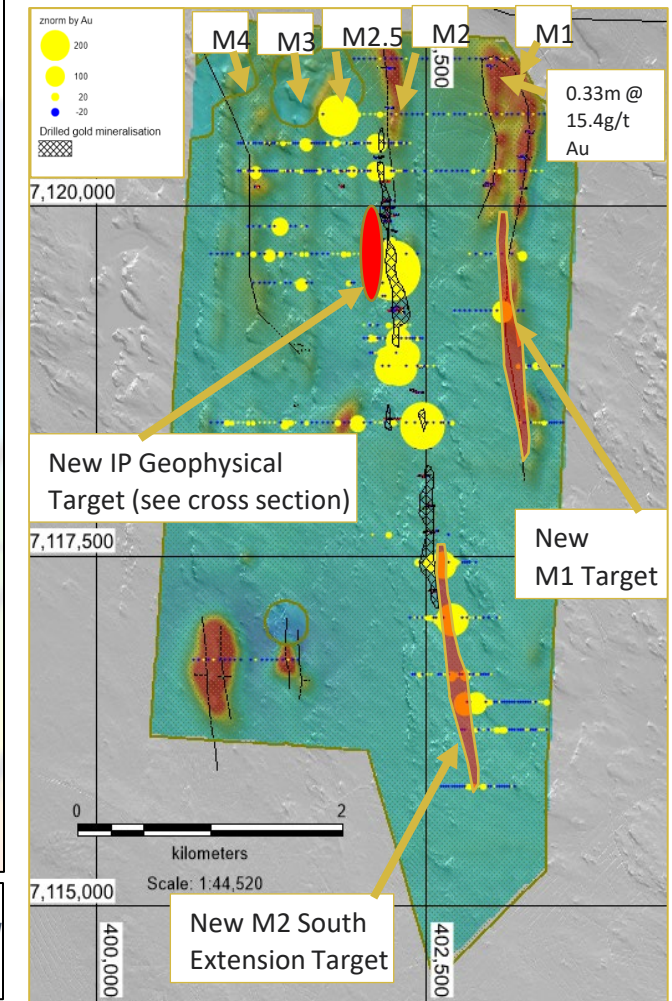 znorm by Au
200
100
20
-20
Drilled gold mineralisation
M4
M3
M2.5
M2
M1
,500
0.33m @
15.4g/t
Au
7,120,000
New IP Geophysical
Target (see cross section)
New
M1 Target
7,117,500
0
2
kilometers
Scale: 1:44,520
7,115,000
New M2 South
Extension Target
400,000
402,500